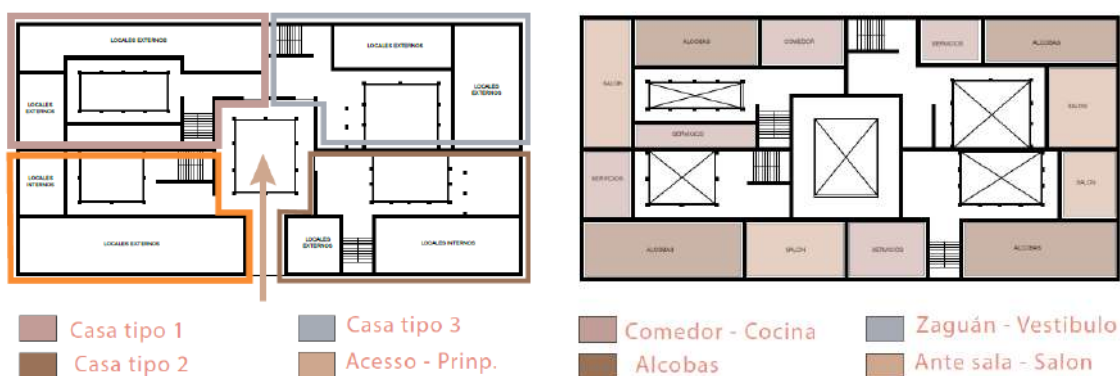 LOCALES EXTERNOS
LOCALES EXTERNOS
LOCALES
EXTERNOS
LOCALES
EXTERNOS
LOCALES
INTERNOS
LOCALES EXTERNOS
LOCALES
EXTERNOS
LOCALES INTERNOS
Casa tipo 1
Casa tipo 3
Casa tipo 2
Acesso - Prinp.
ALCOBAS
COMEDOR
SERVICIOS
ALCOBAS
SALON
SALON
SERVICIOS
SERVICIOS
SALON
ALCOBAS
SALON
SERVICIOS
ALCOBAS
Comedor - Cocina
Zaguán - Vestibulo
Alcobas
Ante sala - Salon